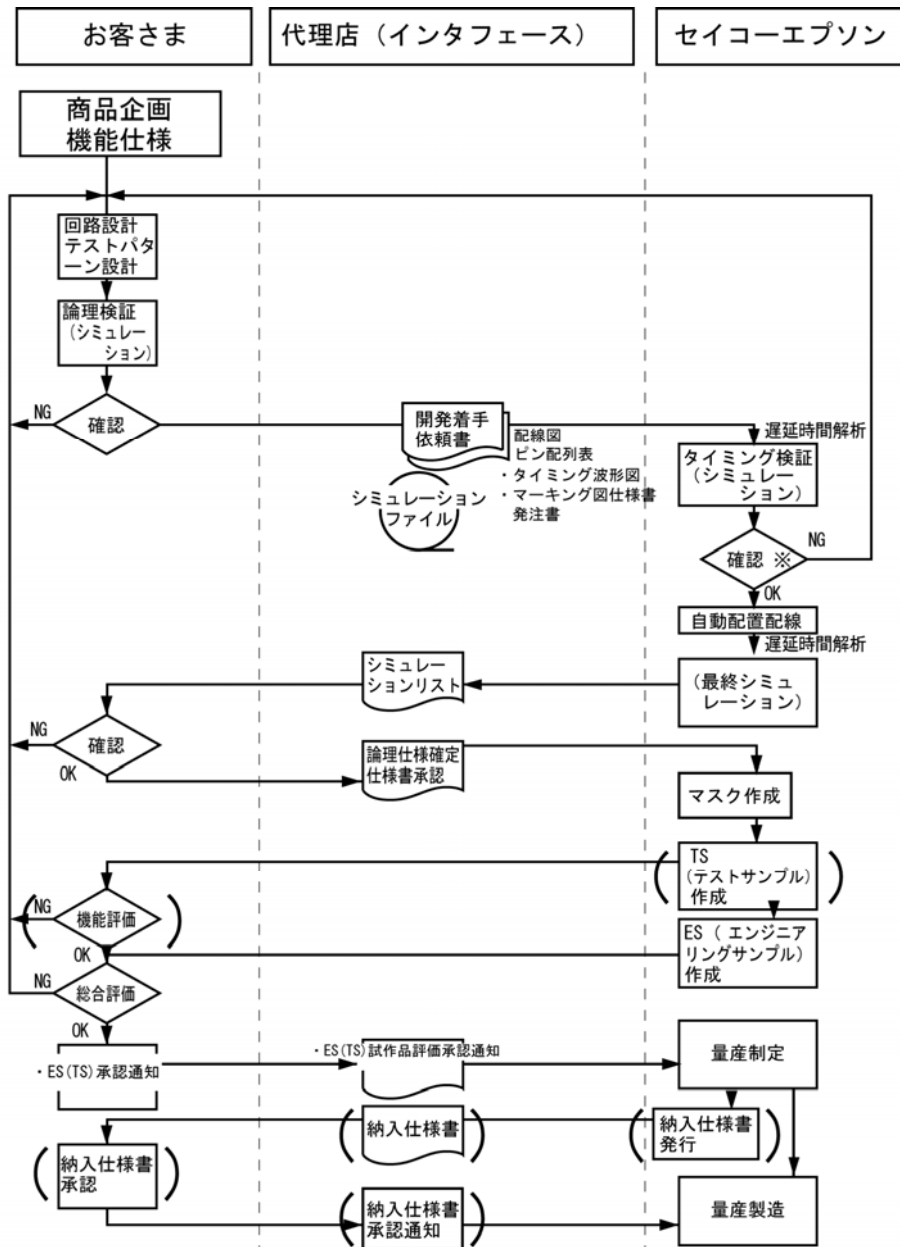 お客さま
代理店（インタフェース）
セイコーエプソン
商品企画
機能仕様
回路設計
テストパタ
ーン設計
論理検証
（シミュレー
ション）
NG
確認
開発着手
依頼書
配線図
ピン配列表
・タイミング波形図
・マーキング図仕様書
発注書
シミュレーション
ファイル
遅延時間解析
タイミング検証
（シミュレー
ション）
確認 ※
NG
OK
自動配置配線
遅延時間解析
（最終シミュ
レーション）
シミュレー
ションリスト
NG
確認
OK
論理仕様確定
仕様書承認
マスク作成
TS
（テストサンプル）
作成
NG
機能評価
OK
ES（エンジニア
リングサンプル）
作成
NG
総合評価
OK
・ES(TS)承認通知
・ES(TS)試作品評価承認通知
量産制定
納入仕様書
発行
納入仕様書
納入仕様書
承認
納入仕様書
承認通知
量産製造